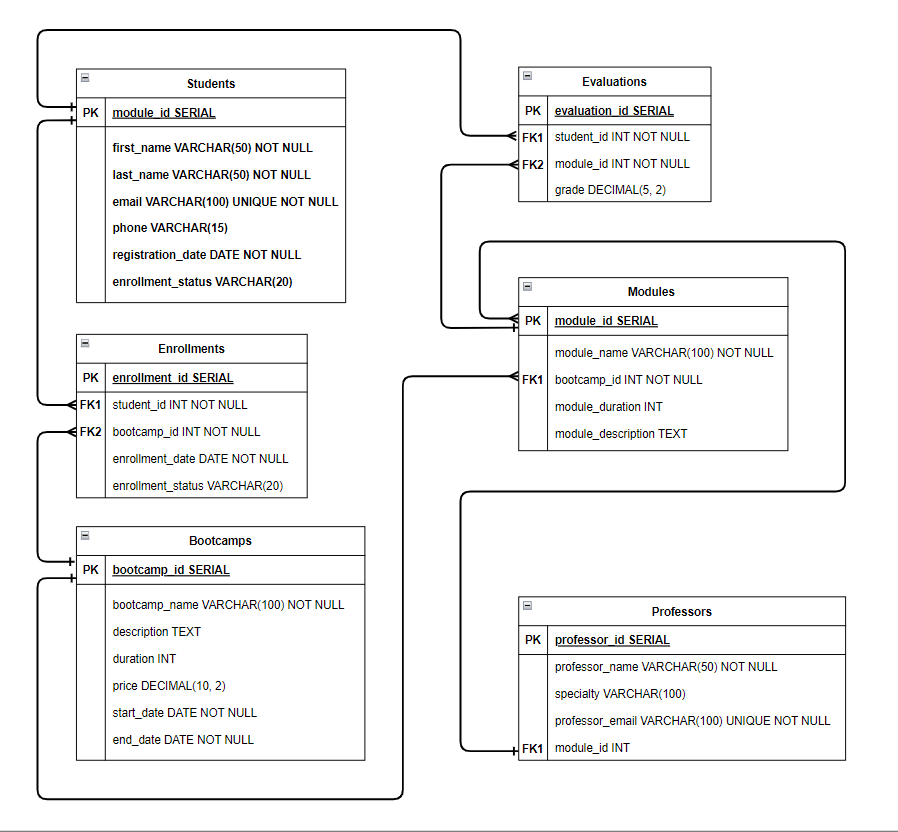 Students
PK module_id SERIAL
first_name VARCHAR(50) NOT NULL
last_name VARCHAR(50) NOT NULL
email VARCHAR(100) UNIQUE NOT NULL
phone VARCHAR(15)
registration_date DATE NOT NULL
enrollment_status VARCHAR(20)
Enrollments
PK enrollment_id SERIAL
FK1 student_id INT NOT NULL
FK2 bootcamp_id INT NOT NULL
enrollment_date DATE NOT NULL
enrollment_status VARCHAR(20)
Bootcamps
PK bootcamp_id SERIAL
bootcamp_name VARCHAR(100) NOT NULL
description TEXT
duration INT
price DECIMAL(10, 2)
start_date DATE NOT NULL
end_date DATE NOT NULL
Evaluations
PK evaluation_id SERIAL
FK1 student_id INT NOT NULL
FK2 module_id INT NOT NULL
grade DECIMAL(5, 2)
Modules
PK module_id SERIAL
module_name VARCHAR(100) NOT NULL
FK1 bootcamp_id INT NOT NULL
module_duration INT
module_description TEXT
Professors
PK professor_id SERIAL
professor_name VARCHAR(50) NOT NULL
specialty VARCHAR(100)
professor_email VARCHAR(100) UNIQUE NOT NULL
FK1 module_id INT